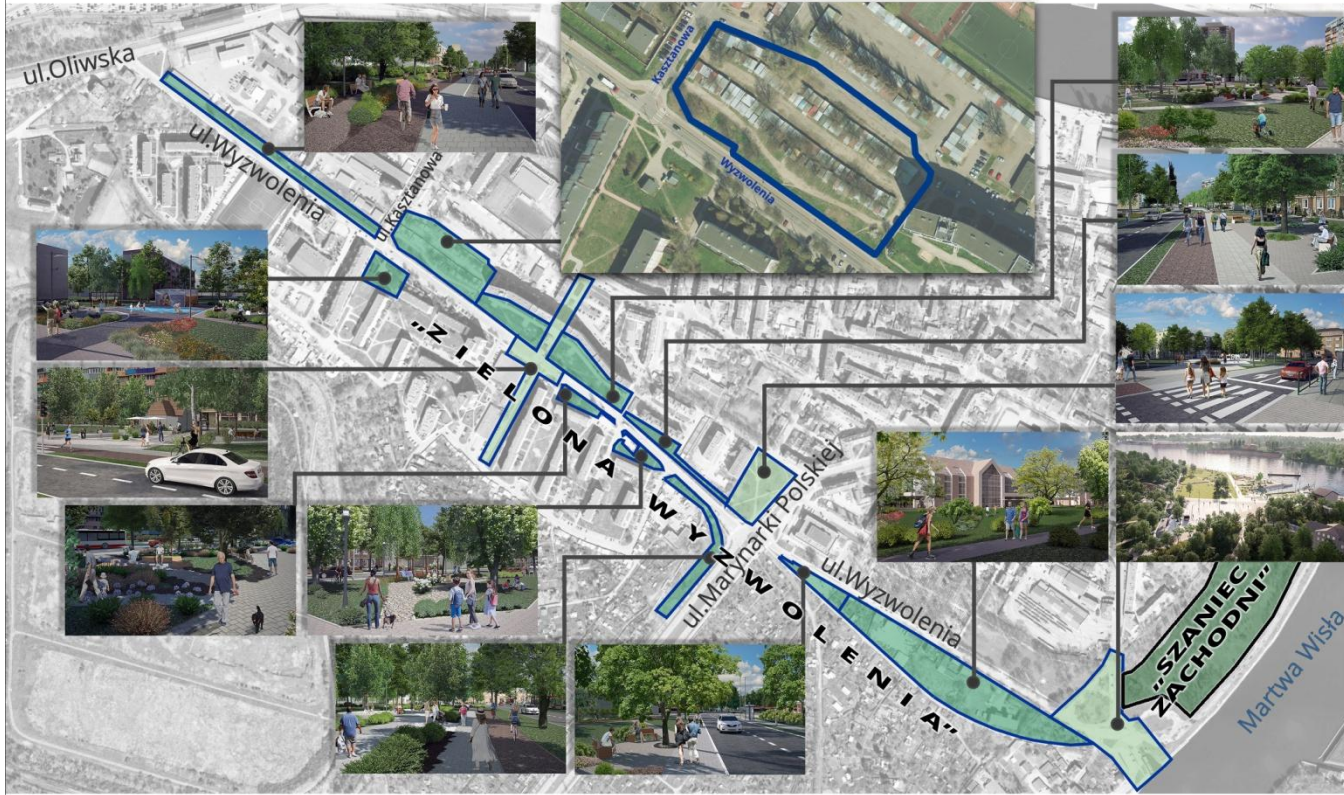 ul.Oliwska
ul.Wyzwolenia
ul.Kasztanowa
Kasztanowa
Wyzwolenia
„ZIELONA WYZWOLENIA”
ul.Marynarki Polskiej
ul.Wyzwolenia
„SZANIEC
ZACHODNI”
Martwa Wisła